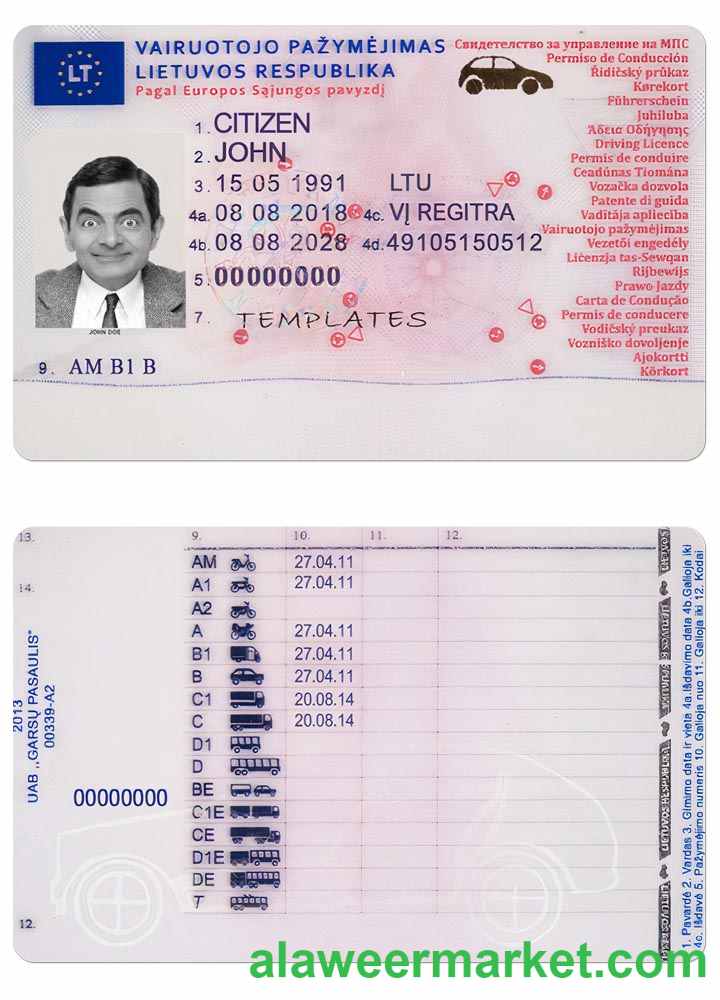 LT
VAIRUOTOJO PAŽYMĖJIMAS
LIETUVOS RESPUBLIKA
Pagal Europos Sąjungos pavyzdį
Свидетелство за управление на МПС
Permiso de Conducción
Řidičský průkaz
Kørekort
Führerschein
Juhiluba
Άδεια Οδήγησης
Driving Licence
Permis de conduire
Ceadúnas Tiomána
Vozačka dozvola
Patente di guida
Vadītāja apliecība
Vairuotojo pažymėjimas
Vezetői engedély
Liċenzja tas-Sewqan
Rijbewijs
Prawo Jazdy
Carta de Condução
Permis de conducere
Vodičský preukaz
Vozniško dovoljenje
Ajokortti
Körkort
1. CITIZEN
2. JOHN
3. 15 05 1991 LTU
4a. 08 08 2018 4c. VĮ REGITRA
4b. 08 08 2028 4d. 49105150512
5. 00000000
7. TEMPLATES
JOHN DOE
9. AM B1 B
13.
14.
12.
2013
UAB „GARSŲ PASAULIS"
00339-A2
00000000
9. 10. 11. 12.
AM 27.04.11
A1 27.04.11
A2
A 27.04.11
B1 27.04.11
B 27.04.11
C1 20.08.14
C 20.08.14
D1
D
BE
C1E
CE
D1E
DE
T
LIETUVOS RESPUBLIKA
1. Pavardė 2. Vardas 3. Gimimo data ir vieta 4a. Išdavimo data 4b. Galioja iki
4c. Išdavė 5. Pažymėjimo numeris 10. Galioja nuo 11. Galioja iki 12. Kodai
alaweermarket.com